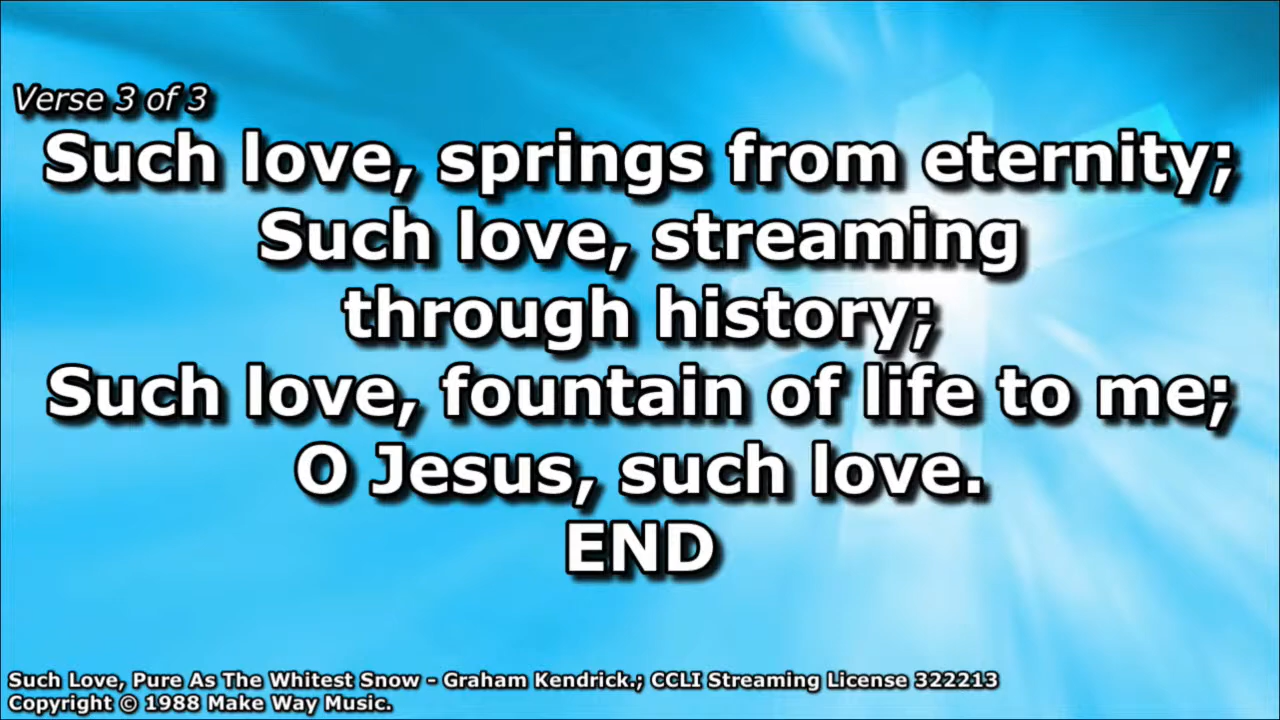 Verse 3 of 3
Such love, springs from eternity;
Such love, streaming
through history;
Such love, fountain of life to me;
O Jesus, such love.
END
Such Love, Pure As The Whitest Snow - Graham Kendrick.; CCLI Streaming License 322213
Copyright © 1988 Make Way Music.